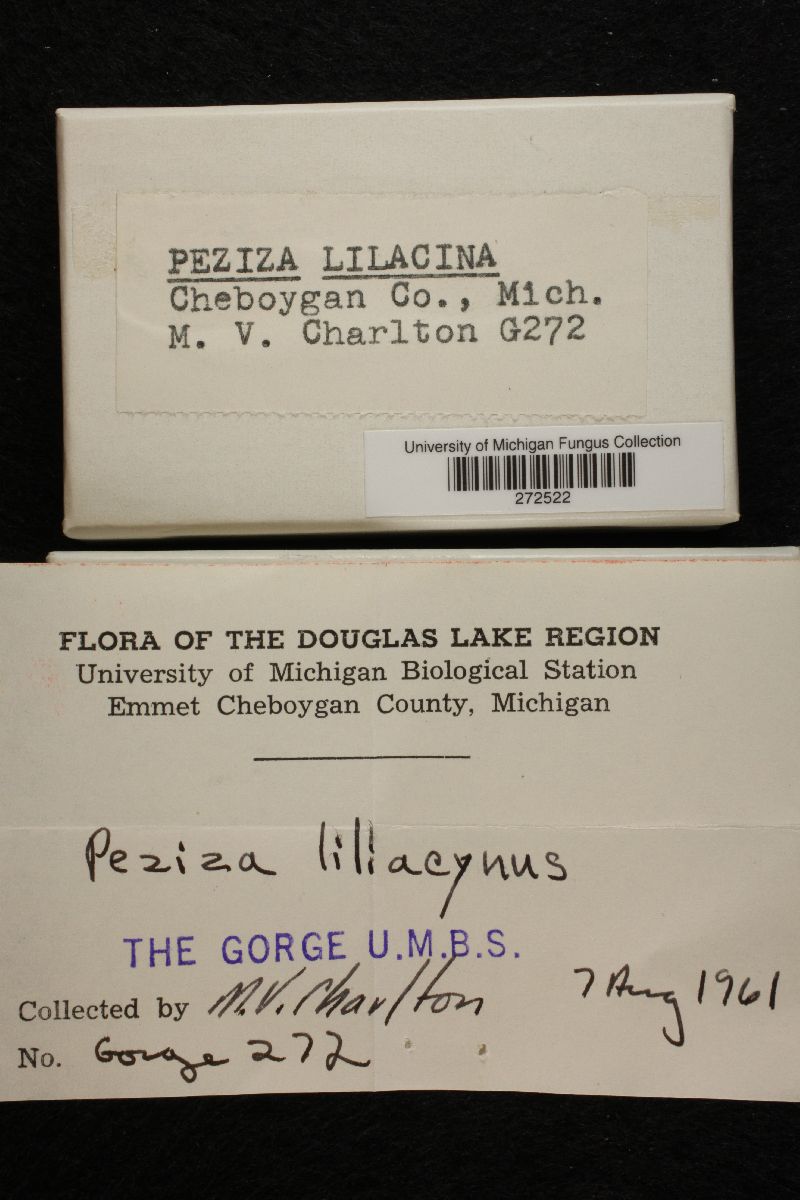 PEZIZA LILACINA
Cheboygan Co., Mich.
M. V. Charlton G272
University of Michigan Fungus Collection
272522
FLORA OF THE DOUGLAS LAKE REGION
University of Michigan Biological Station
Emmet Cheboygan County, Michigan
Peziza liliacynus
THE GORGE U.M.B.S.
Collected by M.V. Charlton 7 Aug 1961
No. Gorge 272